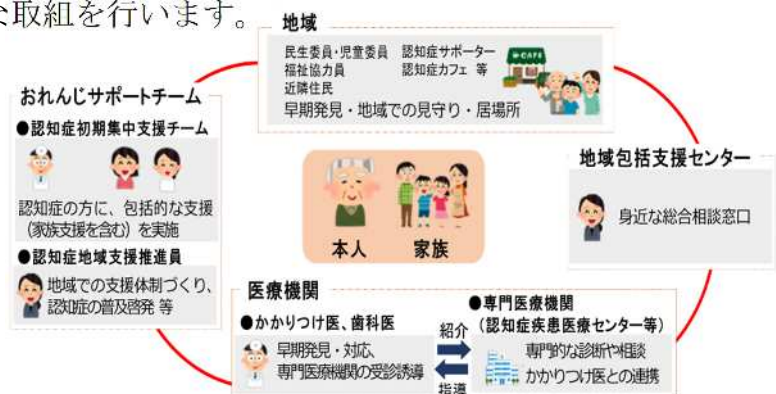 な取組を行います。
地域
民生委員・児童委員 認知症サポーター
福祉協力員 認知症カフェ 等
近隣住民
早期発見・地域での見守り・居場所
おれんじサポートチーム
●認知症初期集中支援チーム
認知症の方に、包括的な支援
(家族支援を含む)を実施
●認知症地域支援推進員
地域での支援体制づくり、
認知症の普及啓発 等
本人 家族
地域包括支援センター
身近な総合相談窓口
医療機関
●かかりつけ医、歯科医
早期発見・対応、
専門医療機関の受診誘導
紹介
指導
●専門医療機関
(認知症疾患医療センター等)
専門的な診断や相談
かかりつけ医との連携